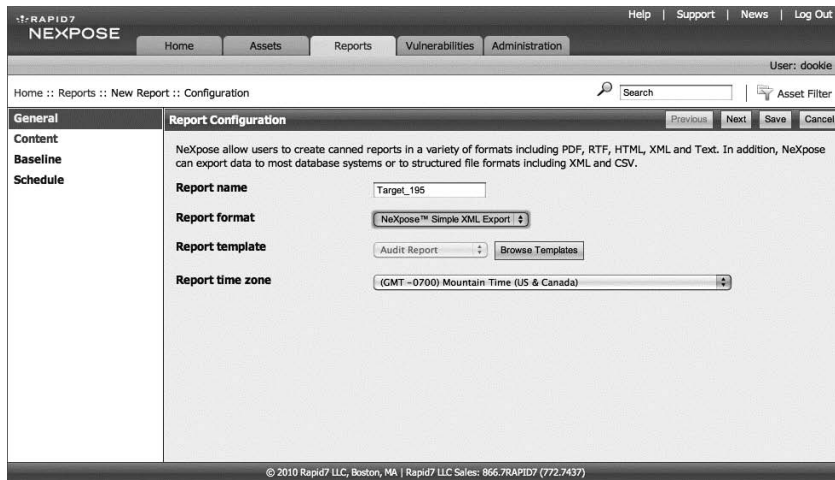 Help | Support | News | Log Out
RAPID7
NEXPOSE
Home Assets Reports Vulnerabilities Administration
User: dookie
Home :: Reports :: New Report :: Configuration Search | Asset Filter
General Report Configuration Previous Next Save Cancel
Content
Baseline
Schedule
NeXpose allow users to create canned reports in a variety of formats including PDF, RTF, HTML, XML and Text. In addition, NeXpose
can export data to most database systems or to structured file formats including XML and CSV.
Report name Target_195
Report format NeXpose™ Simple XML Export
Report template Audit Report Browse Templates
Report time zone (GMT -0700) Mountain Time (US & Canada)
© 2010 Rapid7 LLC, Boston, MA | Rapid7 LLC Sales: 866.7RAPID7 (772.7437)